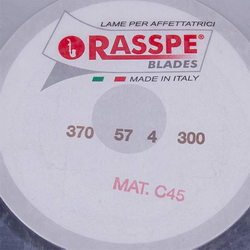 LAME PER AFFETTATRICI
RASSPE®
BLADES
MADE IN ITALY
370 57 4 300
MAT. C45